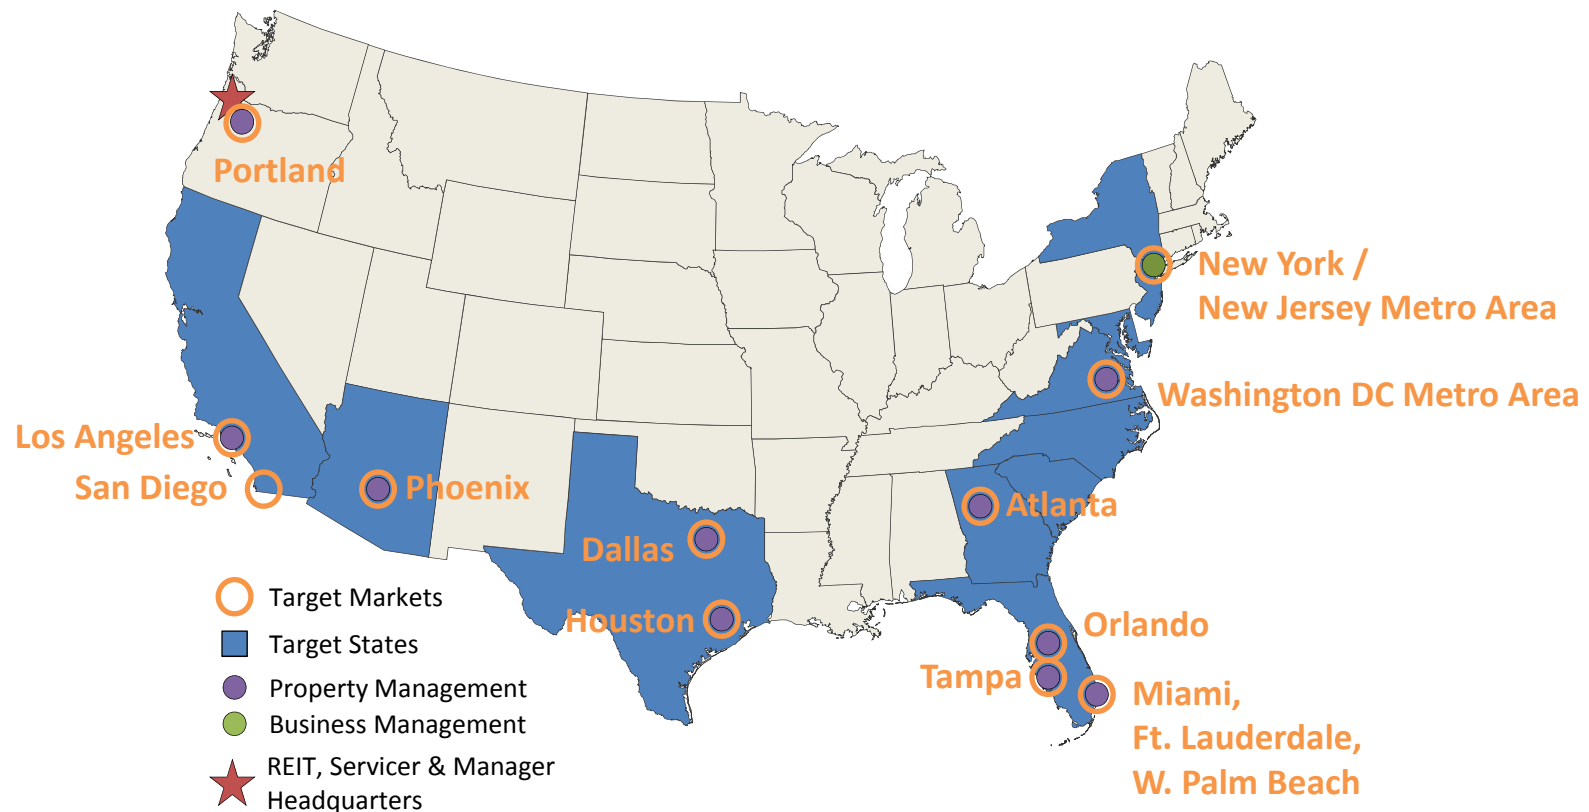 Portland
New York /
New Jersey Metro Area
Washington DC Metro Area
Los Angeles
San Diego
Phoenix
Atlanta
Dallas
Houston
Orlando
Tampa
Miami,
Ft. Lauderdale,
W. Palm Beach
Target Markets
Target States
Property Management
Business Management
REIT, Servicer & Manager
Headquarters